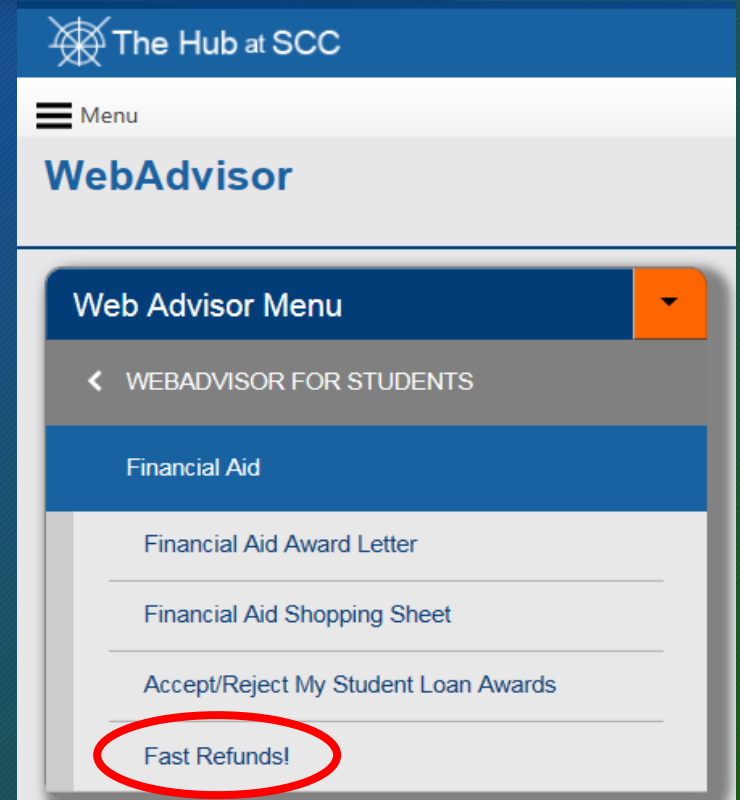 The Hub at SCC
Menu
WebAdvisor
Web Advisor Menu
WEBADVISOR FOR STUDENTS
Financial Aid
Financial Aid Award Letter
Financial Aid Shopping Sheet
Accept/Reject My Student Loan Awards
Fast Refunds!